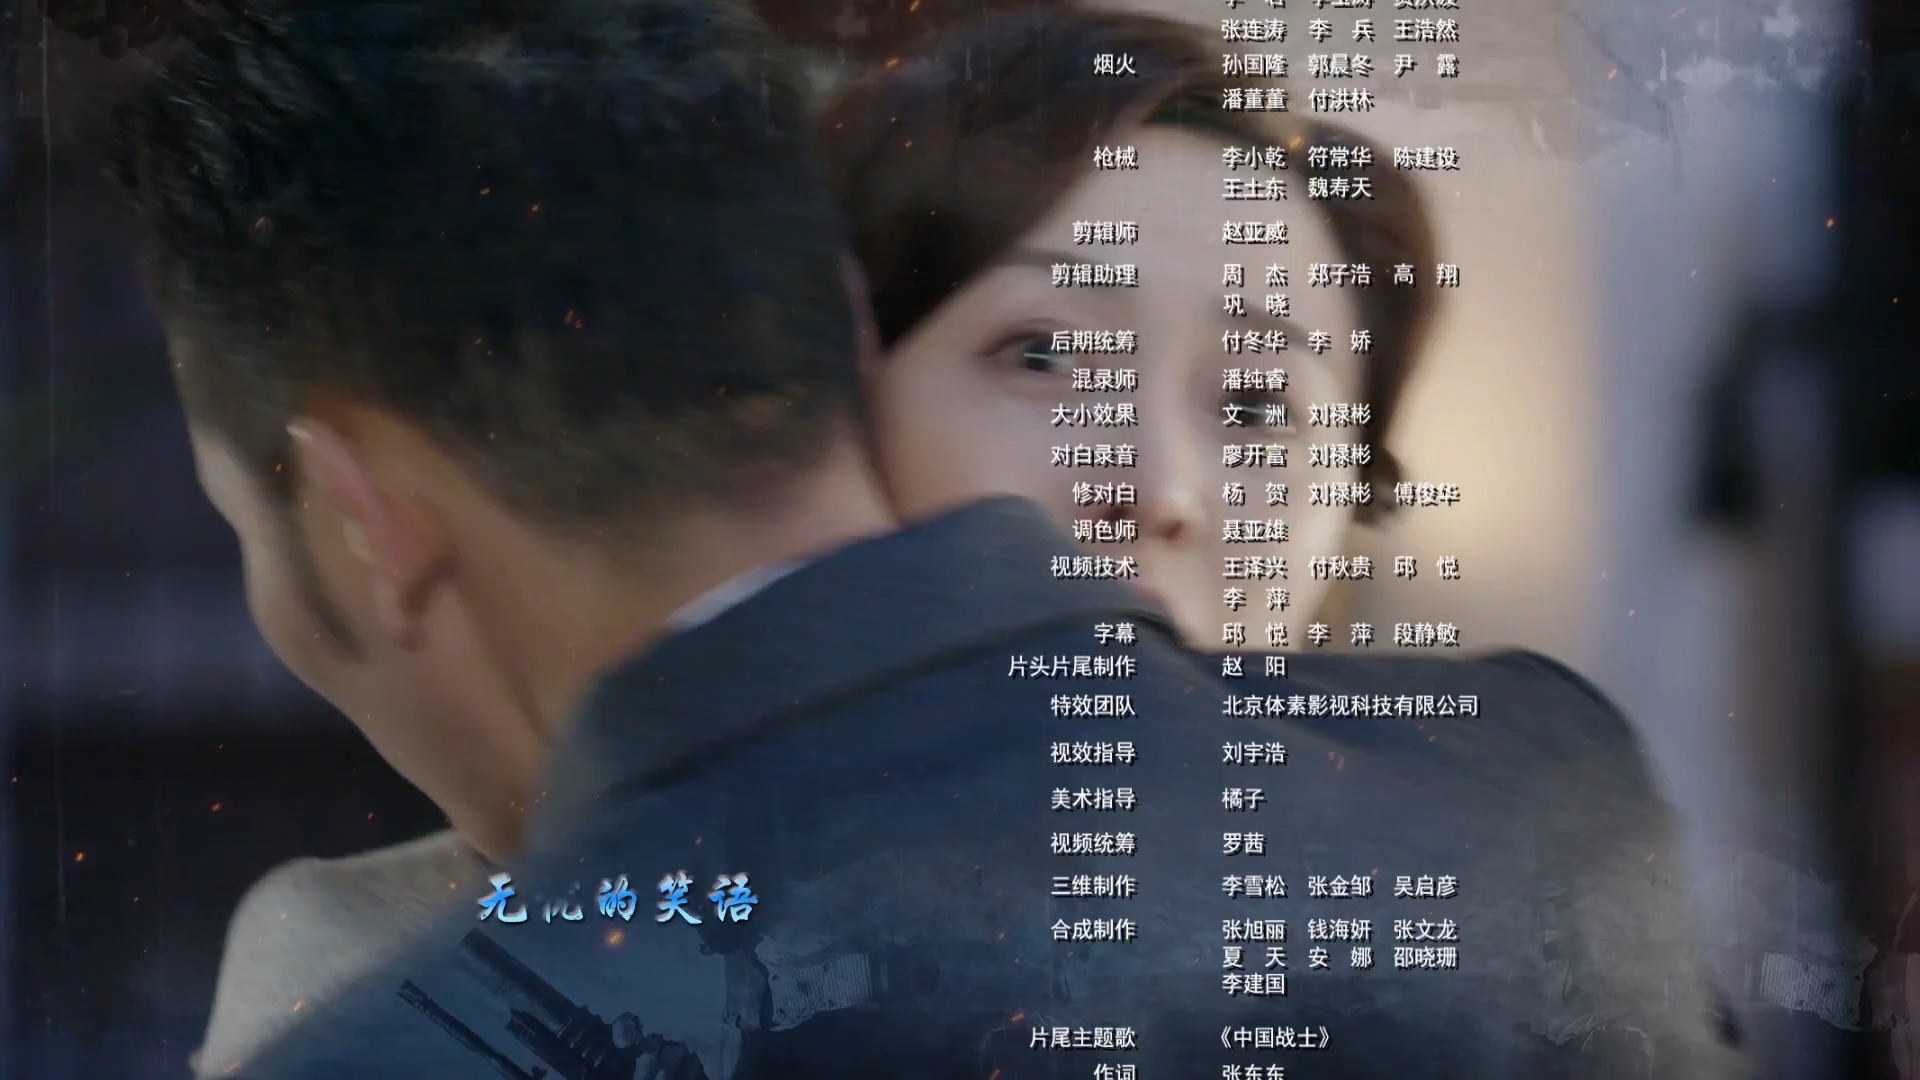 张连涛 李 兵 王浩然
烟火 孙国隆 郭晨冬 尹 露
潘董董 付洪林
枪械 李小乾 符常华 陈建设
王士东 魏寿天
剪辑师 赵亚威
剪辑助理 周 杰 郑子浩 高 翔
巩 晓
后期统筹 付冬华 李 娇
混录师 潘纯睿
大小效果 文 洲 刘禄彬
对白录音 廖开富 刘禄彬
修对白 杨 贺 刘禄彬 傅俊华
调色师 聂亚雄
视频技术 王泽兴 付秋贵 邱 悦
李 萍
字幕 邱 悦 李 萍 段静敏
片头片尾制作 赵 阳
特效团队 北京体素影视科技有限公司
视效指导 刘宇浩
美术指导 橘子
视频统筹 罗茜
三维制作 李雪松 张金邹 吴启彦
无忧的笑语
合成制作 张旭丽 钱海妍 张文龙
夏 天 安 娜 邵晓珊
李建国
片尾主题歌 《中国战士》
作词 张东东